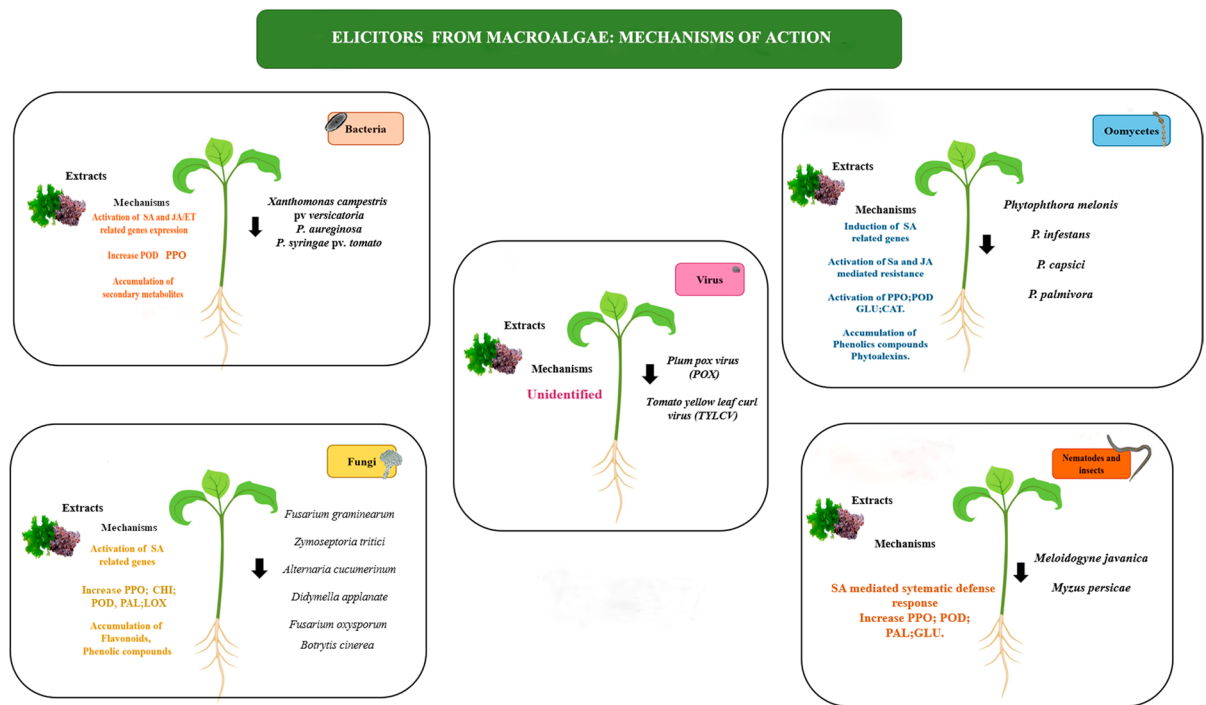 ELICITORS FROM MACROALGAE: MECHANISMS OF ACTION
Bacteria
Extracts
Mechanisms
Activation of SA and JA/ET
related genes expression
Increase POD PPO
Accumulation of
secondary metabolites
Xanthomonas campestris
pv versicatoria
P. aureginosa
P. syringae pv. tomato
Oomycetes
Extracts
Mechanisms
Induction of SA
related genes
Activation of Sa and JA
mediated resistance
Activation of PPO;POD
GLU;CAT.
Accumulation of
Phenolics compounds
Phytoalexins.
Phytophthora melonis
P. infestans
P. capsici
P. palmivora
Virus
Extracts
Mechanisms
Unidentified
Plum pox virus
(POX)
Tomato yellow leaf curl
virus (TYLCV)
Fungi
Extracts
Mechanisms
Activation of SA
related genes
Increase PPO; CHI;
POD, PAL;LOX
Accumulation of
Flavonoids,
Phenolic compounds
Fusarium graminearum
Zymoseptoria tritici
Alternaria cucumerinum
Didymella applanate
Fusarium oxysporum
Botrytis cinerea
Nematodes and
insects
Extracts
Mechanisms
SA mediated sytematic defense
response
Increase PPO; POD;
PAL;GLU.
Meloidogyne javanica
Myzus persicae